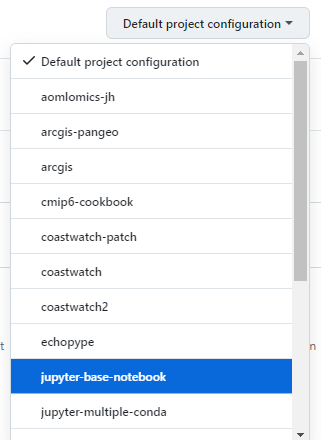 Default project configuration
Default project configuration
aomlomics-jh
arcgis-pangeo
arcgis
cmip6-cookbook
coastwatch-patch
coastwatch
coastwatch2
echopype
t
n
jupyter-base-notebook
jupyter-multiple-conda